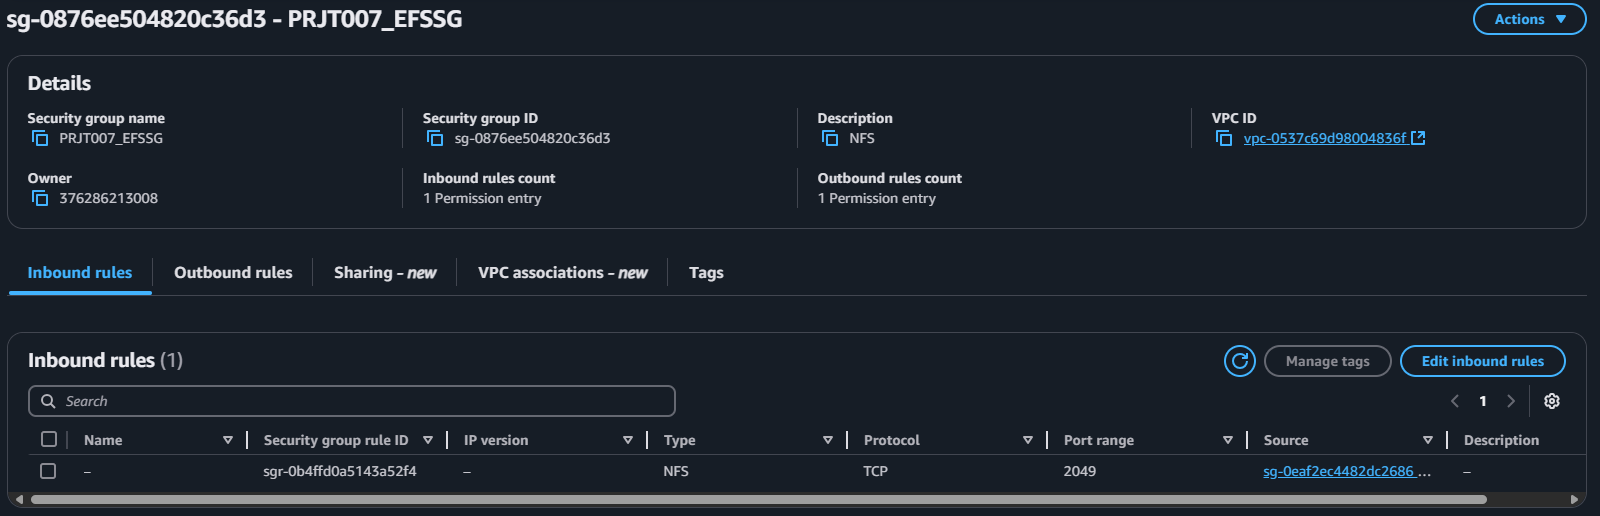 sg-0876ee504820c36d3 - PRJT007_EFSSG
Actions
Details
Security group name
PRJT007_EFSSG
Security group ID
sg-0876ee504820c36d3
Description
NFS
VPC ID
vpc-0537c69d98004836f
Owner
376286213008
Inbound rules count
1 Permission entry
Outbound rules count
1 Permission entry
Inbound rules Outbound rules Sharing - new VPC associations - new Tags
Inbound rules (1)
Manage tags
Edit inbound rules
Search
1
Name Security group rule ID IP version Type Protocol Port range Source Description
– sgr-0b4ffd0a5143a52f4 – NFS TCP 2049 sg-0eaf2ec4482dc2686 ... –